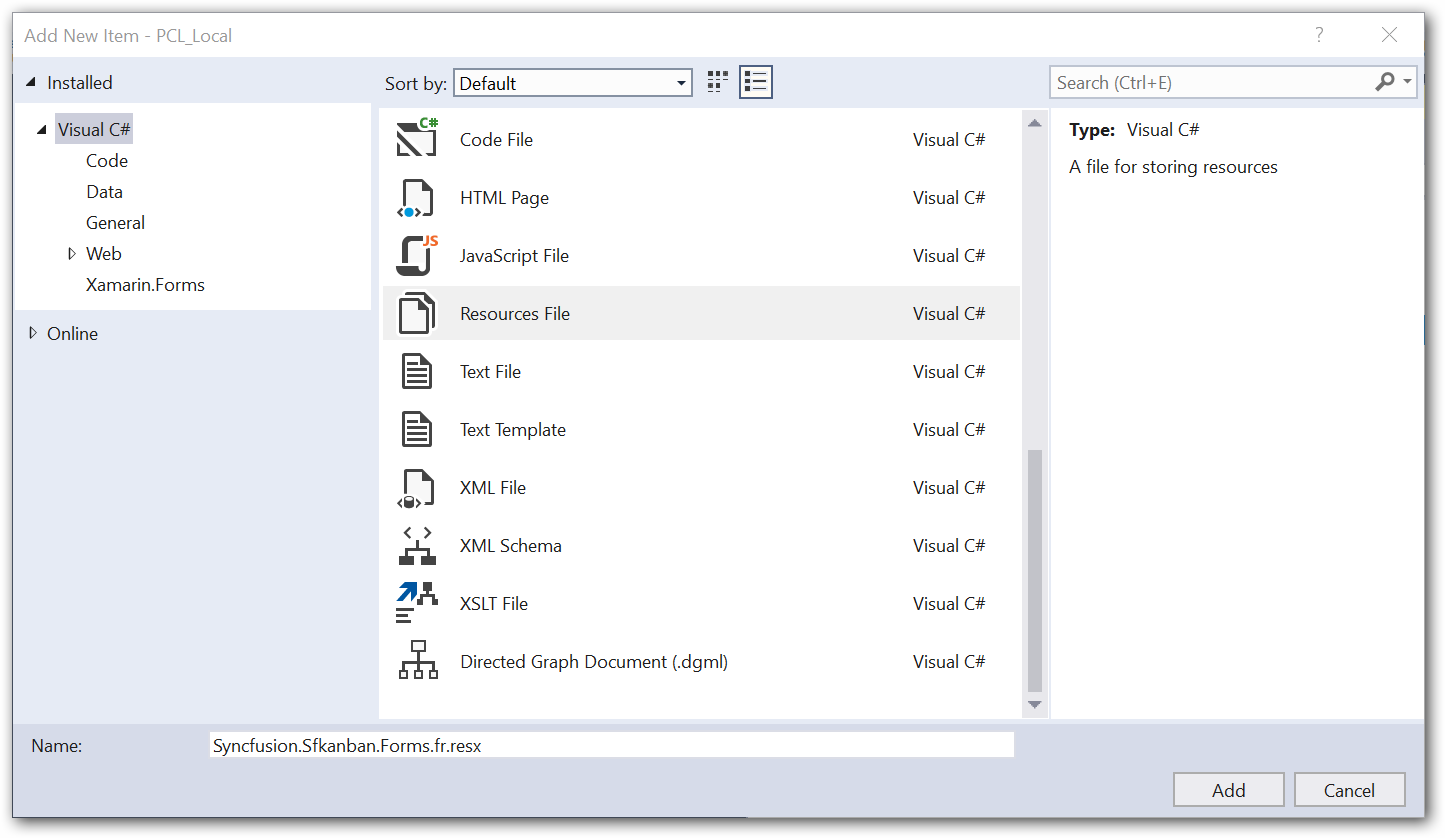 Add New Item - PCL_Local
?
Installed
Sort by: Default
Search (Ctrl+E)
Visual C#
Code
Data
General
Web
Xamarin.Forms
Online
C# Code File Visual C#
HTML Page Visual C#
JS JavaScript File Visual C#
Resources File Visual C#
Text File Visual C#
Text Template Visual C#
XML File Visual C#
XML Schema Visual C#
XSLT File Visual C#
Directed Graph Document (.dgml) Visual C#
Type: Visual C#
A file for storing resources
Name: Syncfusion.Sfkanban.Forms.fr.resx
Add Cancel